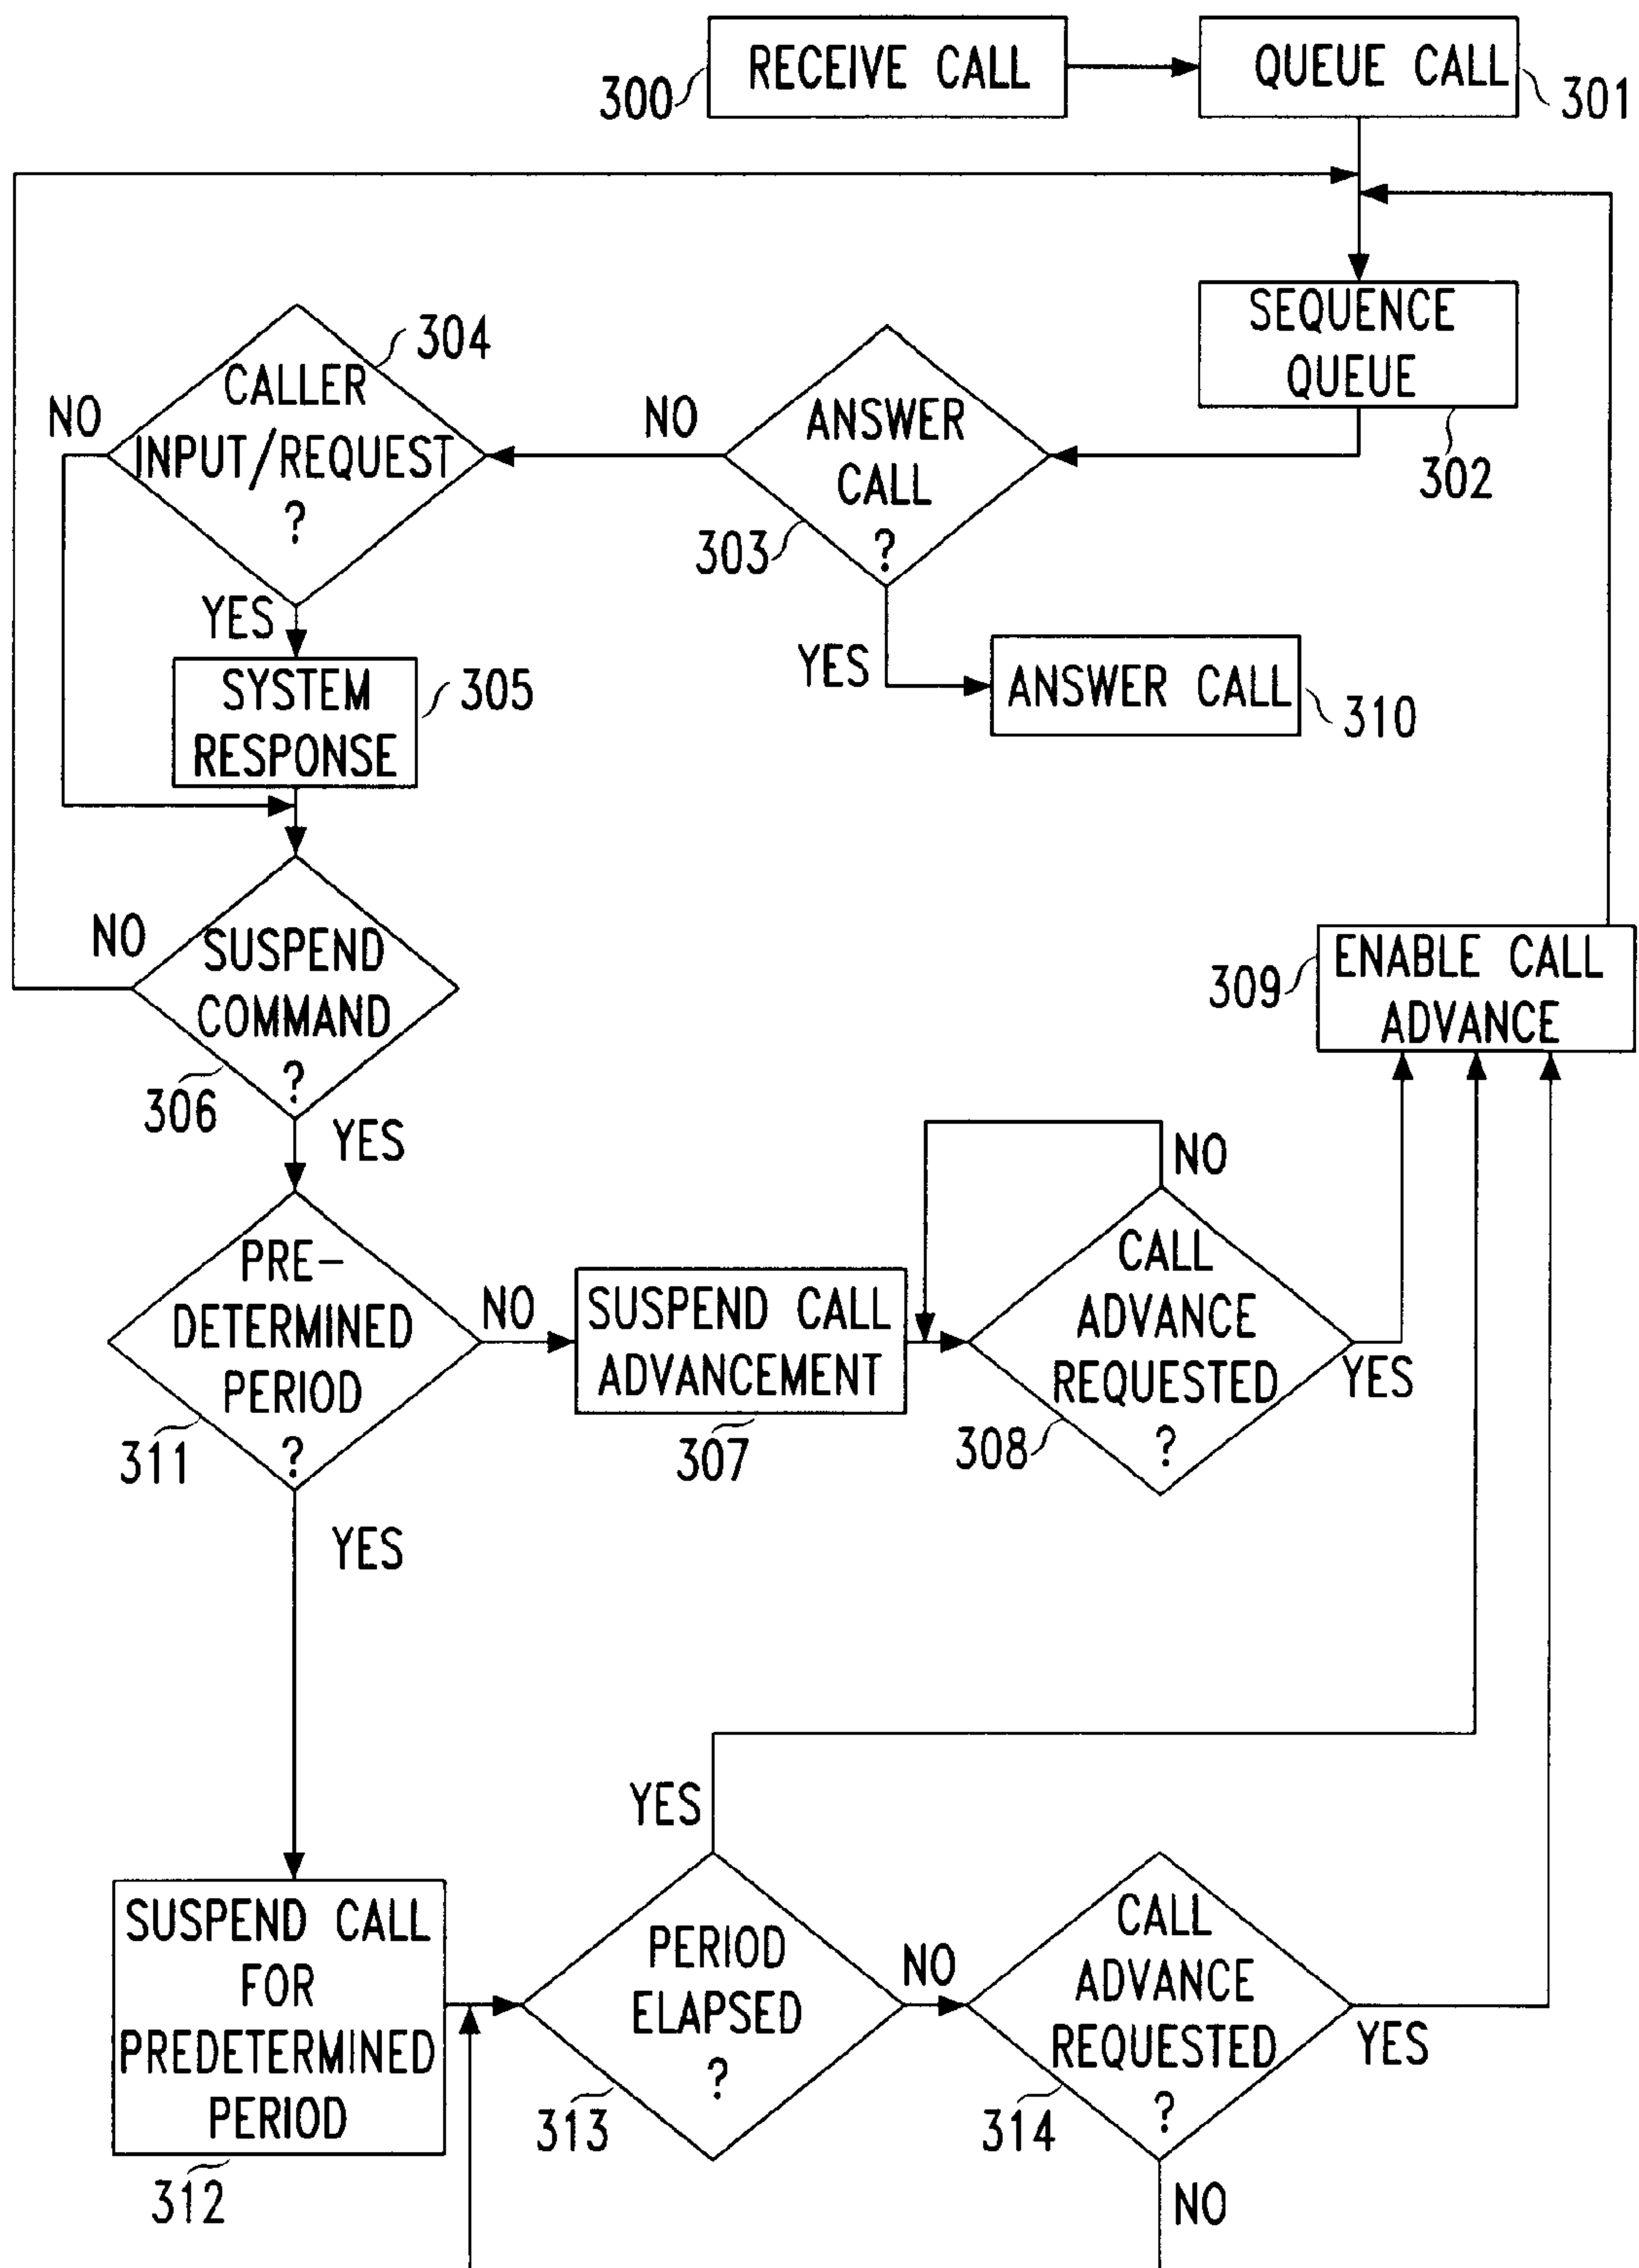 RECEIVE CALL
300
QUEUE CALL
301
SEQUENCE
QUEUE
302
ANSWER
CALL
?
303
NO
YES
ANSWER CALL
310
CALLER
INPUT/REQUEST
?
304
NO
YES
SYSTEM
RESPONSE
305
SUSPEND
COMMAND
?
306
NO
YES
PRE-
DETERMINED
PERIOD
?
311
NO
YES
SUSPEND CALL
ADVANCEMENT
307
CALL
ADVANCE
REQUESTED
?
308
NO
YES
ENABLE CALL
ADVANCE
309
SUSPEND CALL
FOR
PREDETERMINED
PERIOD
312
PERIOD
ELAPSED
?
313
YES
NO
CALL
ADVANCE
REQUESTED
?
314
YES
NO